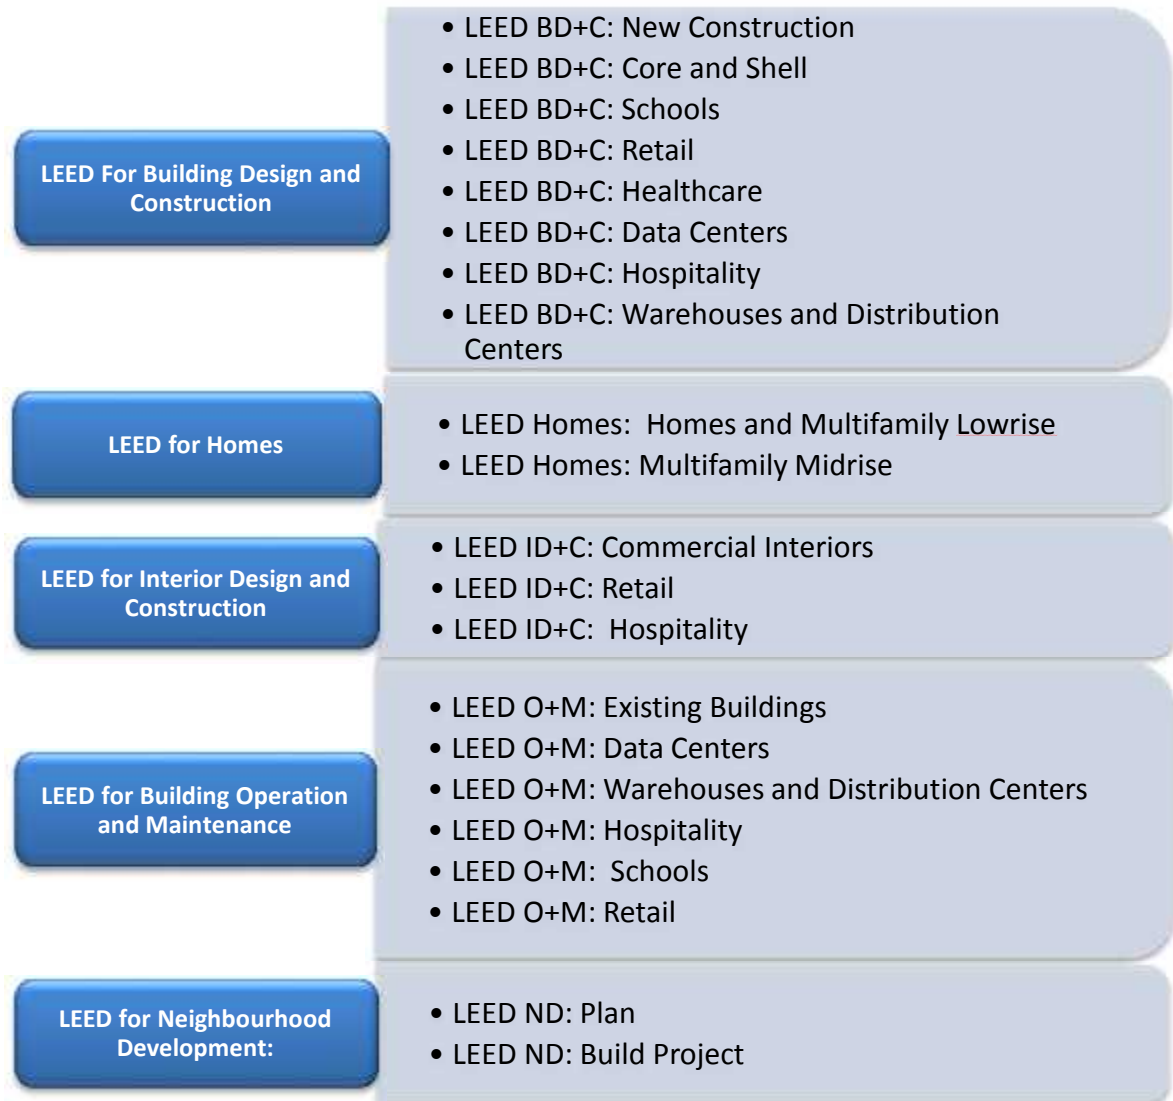 LEED For Building Design and
Construction
• LEED BD+C: New Construction
• LEED BD+C: Core and Shell
• LEED BD+C: Schools
• LEED BD+C: Retail
• LEED BD+C: Healthcare
• LEED BD+C: Data Centers
• LEED BD+C: Hospitality
• LEED BD+C: Warehouses and Distribution
Centers
LEED for Homes
• LEED Homes:  Homes and Multifamily Lowrise
• LEED Homes: Multifamily Midrise
LEED for Interior Design and
Construction
• LEED ID+C: Commercial Interiors
• LEED ID+C: Retail
• LEED ID+C:  Hospitality
LEED for Building Operation
and Maintenance
• LEED O+M: Existing Buildings
• LEED O+M: Data Centers
• LEED O+M: Warehouses and Distribution Centers
• LEED O+M: Hospitality
• LEED O+M:  Schools
• LEED O+M: Retail
LEED for Neighbourhood
Development:
• LEED ND: Plan
• LEED ND: Build Project